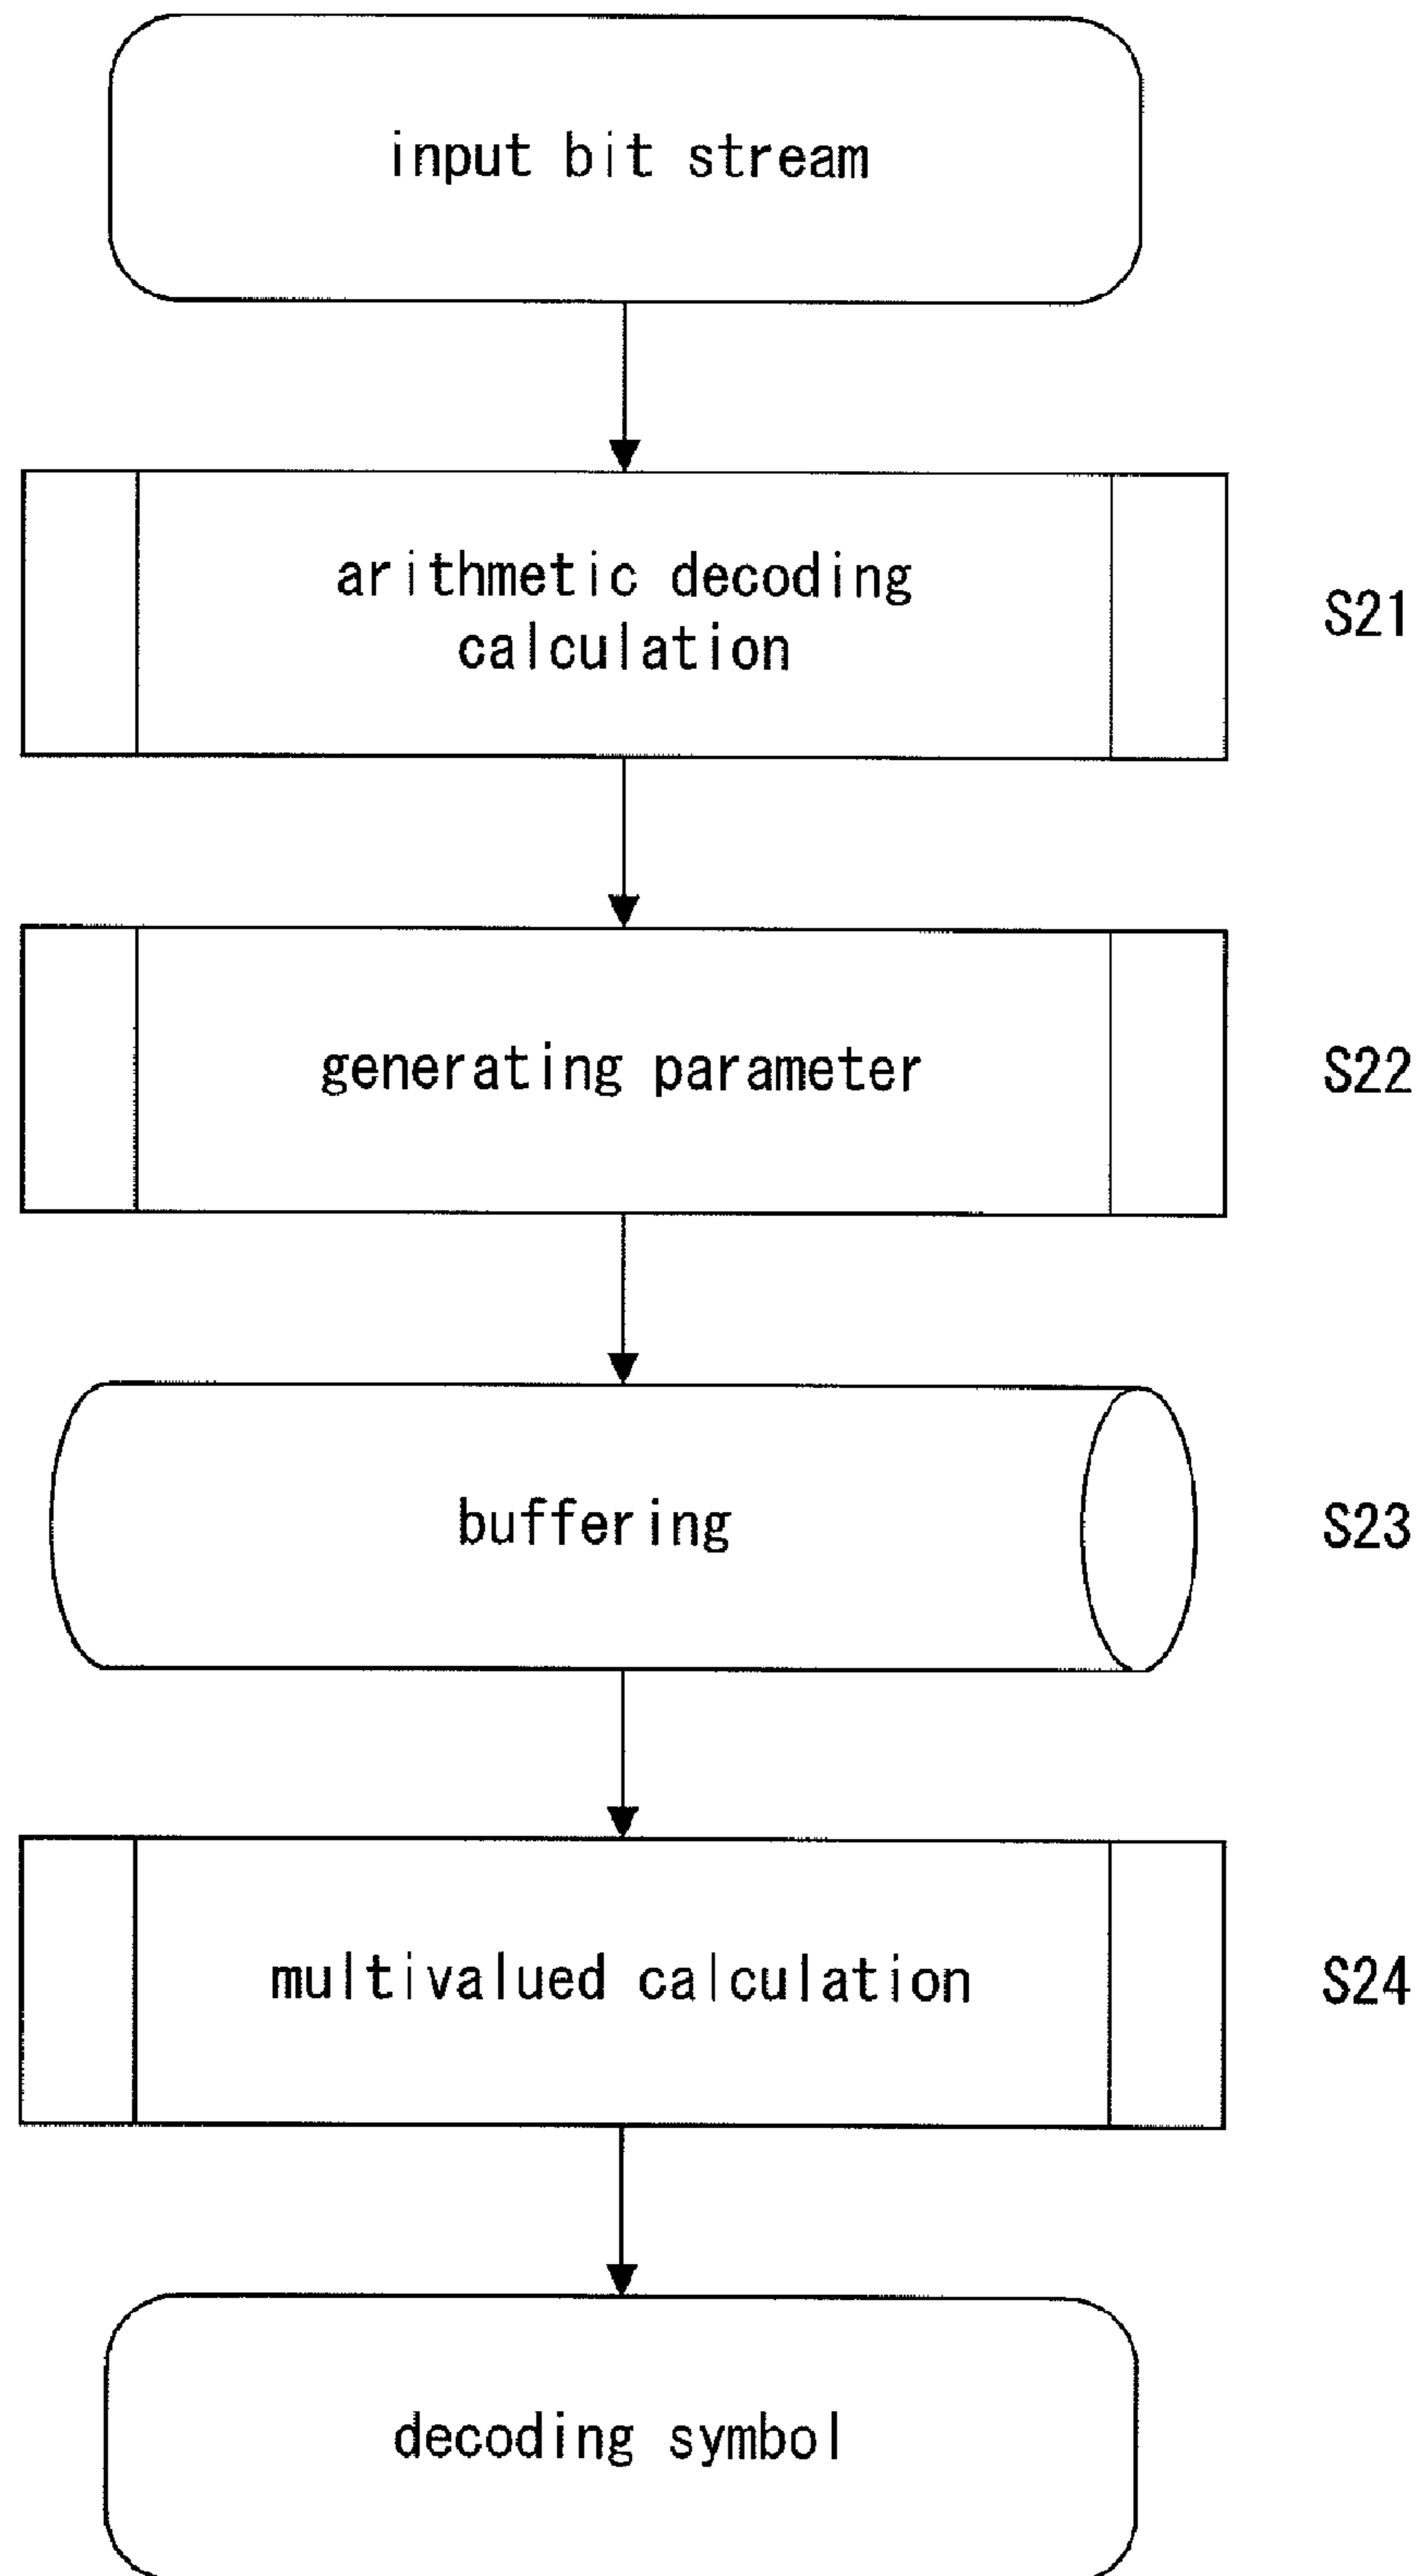 input bit stream
arithmetic decoding
calculation
S21
generating parameter
S22
buffering
S23
multivalued calculation
S24
decoding symbol